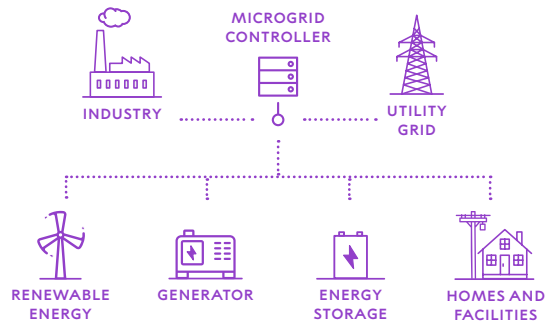 MICROGRID
CONTROLLER
INDUSTRY
UTILITY
GRID
RENEWABLE
ENERGY
GENERATOR
ENERGY
STORAGE
HOMES AND
FACILITIES